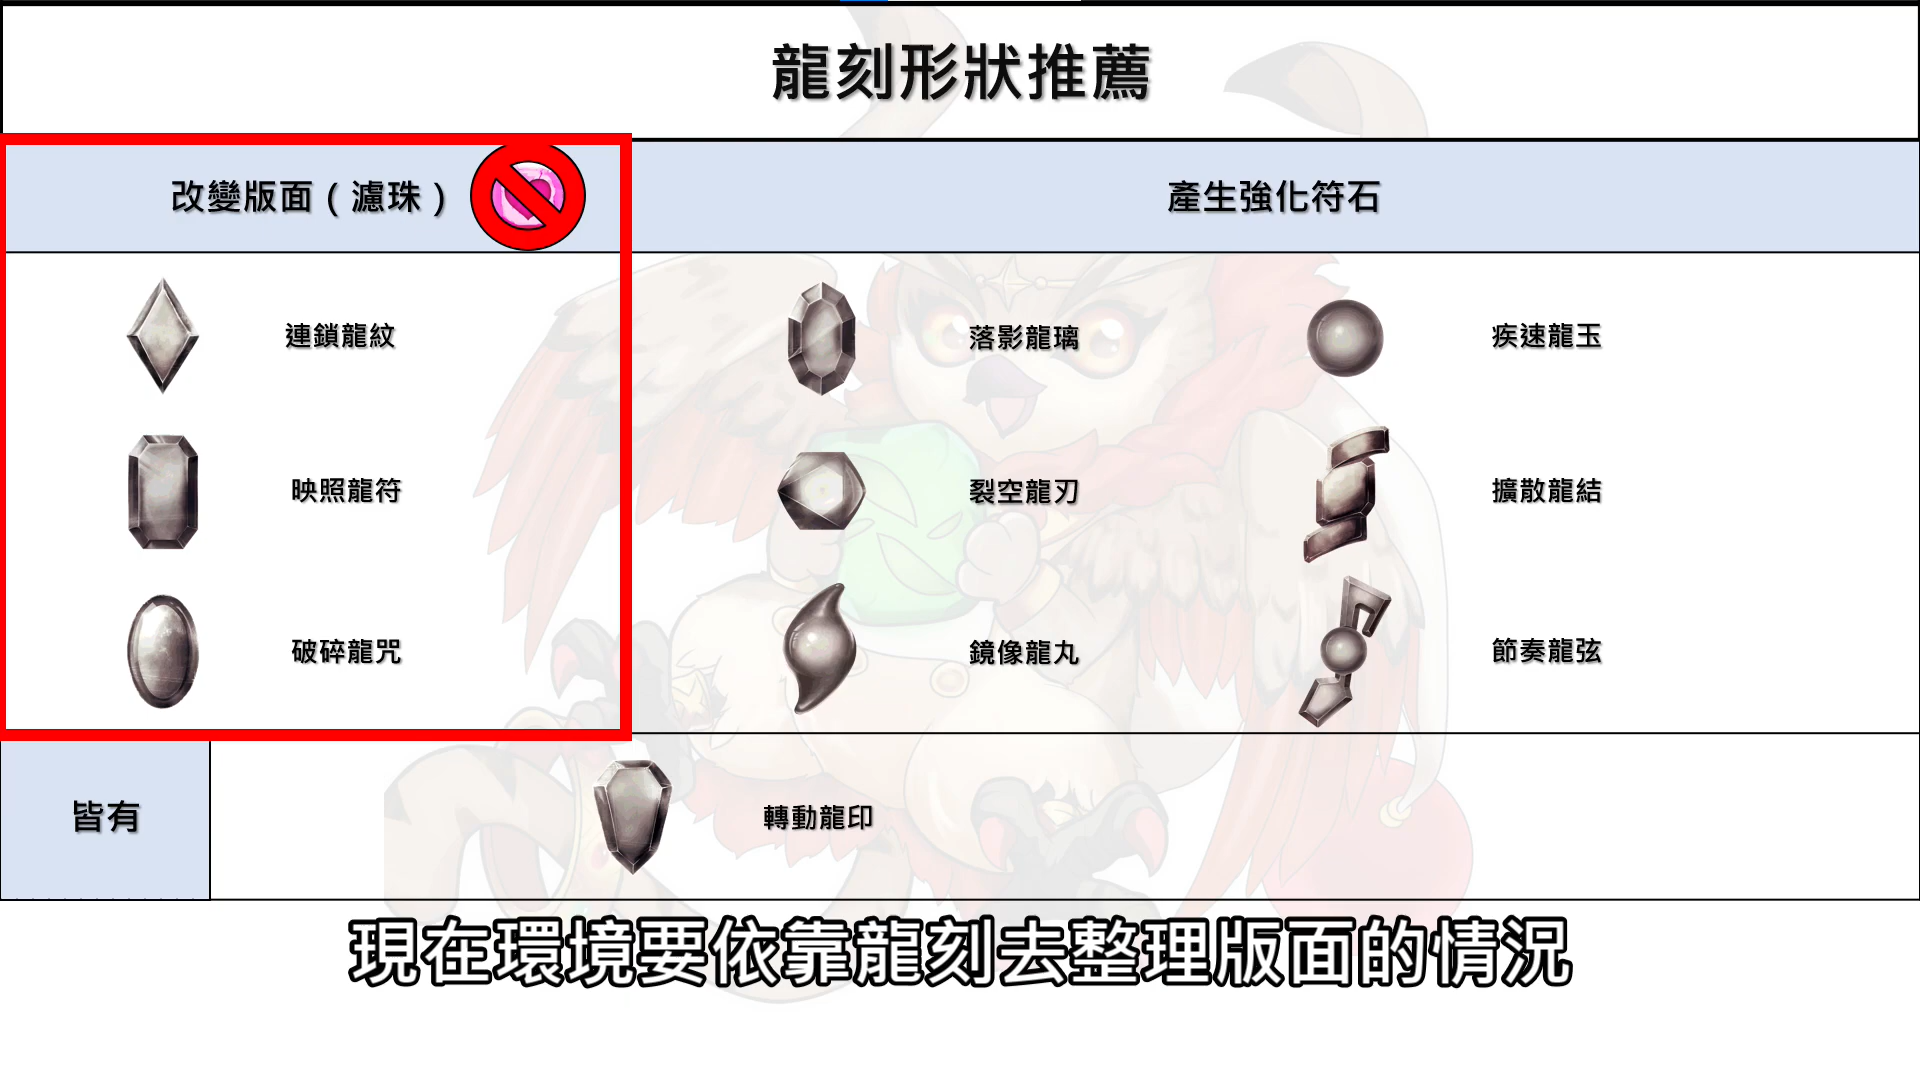 龍刻形狀推薦
改變版面（濾珠）
產生強化符石
連鎖龍紋
落影龍璃
疾速龍玉
映照龍符
裂空龍刃
擴散龍結
破碎龍咒
鏡像龍丸
節奏龍弦
皆有
轉動龍印
現在環境要依靠龍刻去整理版面的情況